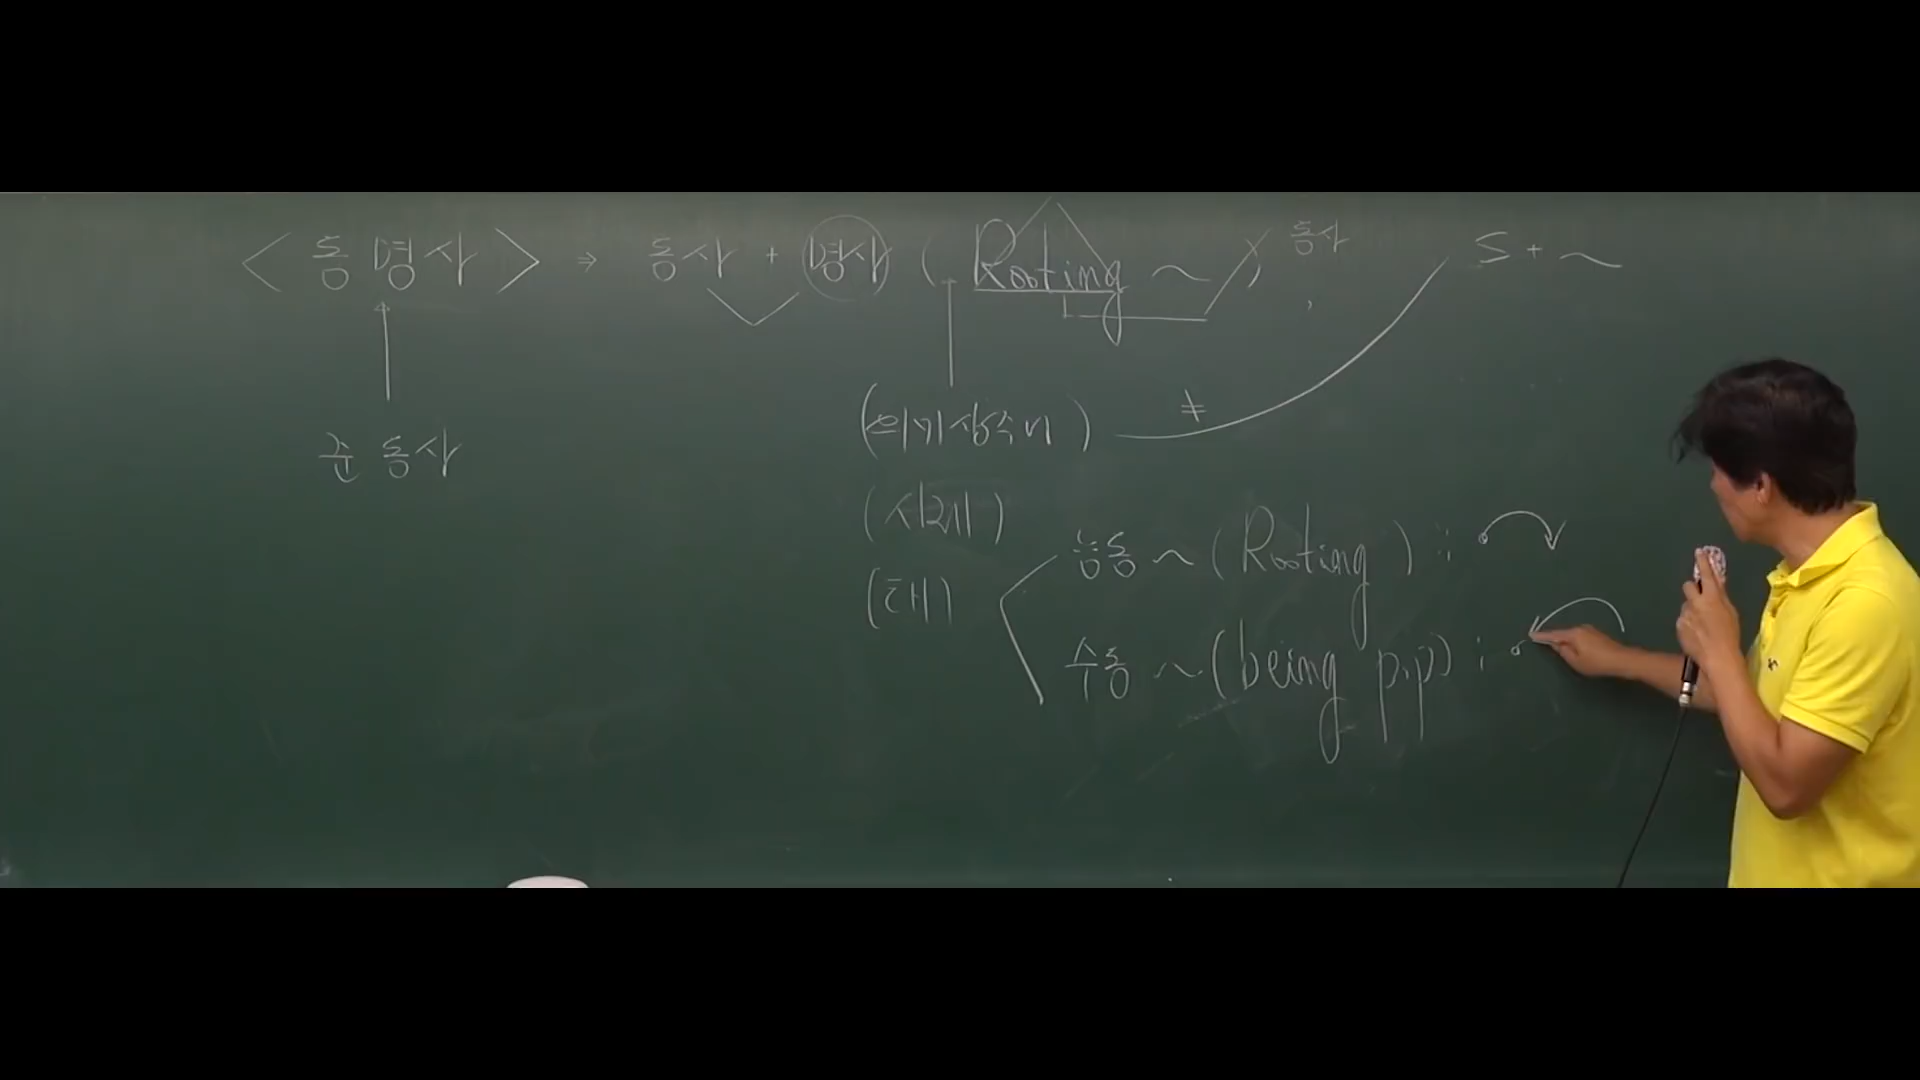 < 동명사 > ⇒ 동사 + 명사 ( Rooting ~ ) 동사 , S + ~
준동사
(의미상주어) ≠
(시제)
(태)
능동 ~ (Rooting) ;
수동 ~ (being p.p) ;